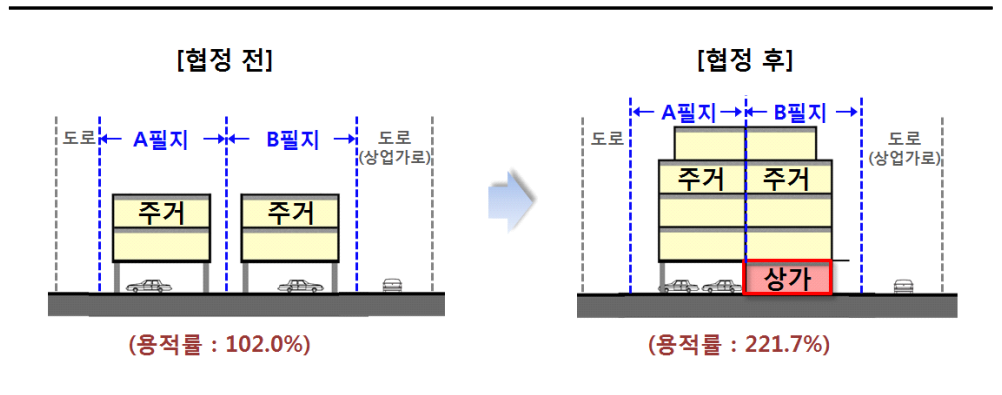 [협정 전]
[협정 후]
도로
A필지
B필지
도로
(상업가로)
주거
주거
(용적률 : 102.0%)
도로
A필지
B필지
도로
(상업가로)
주거
주거
상가
(용적률 : 221.7%)